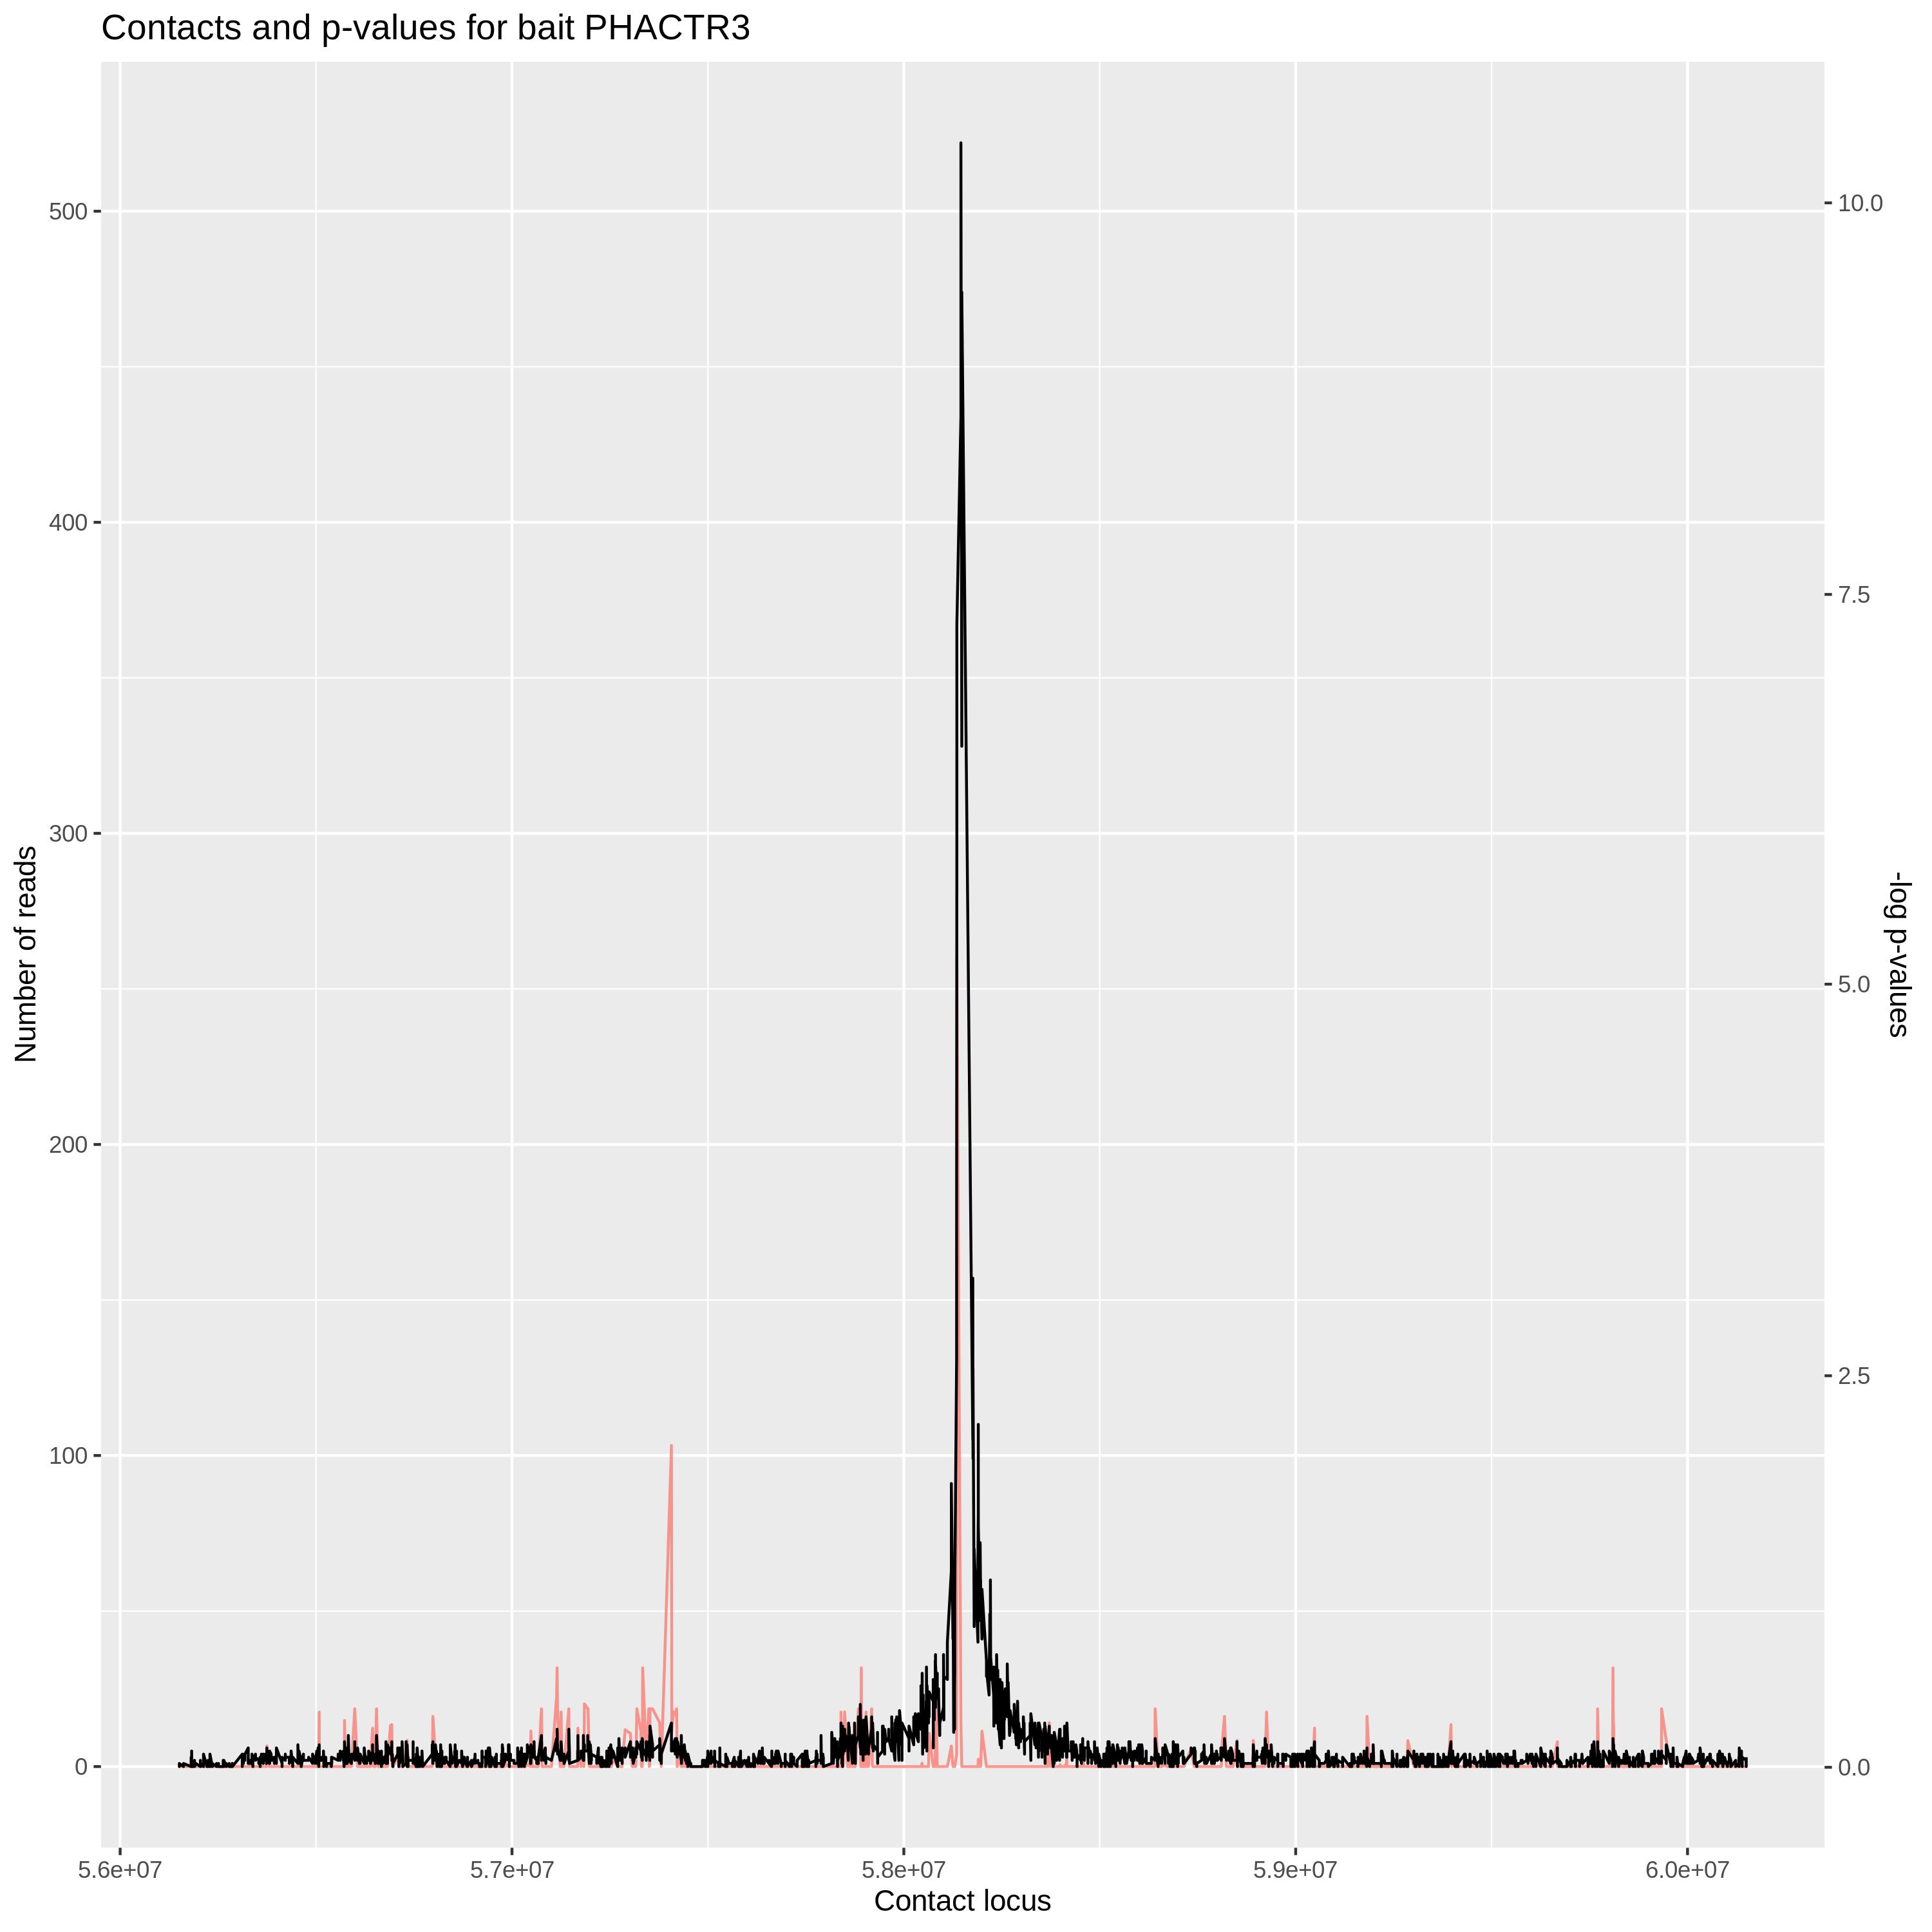 Contacts and p-values for bait PHACTR3
500
400
300
200
100
0
Number of reads
10.0
7.5
5.0
2.5
0.0
-log p-values
5.6e+07 5.7e+07 5.8e+07 5.9e+07 6.0e+07
Contact locus